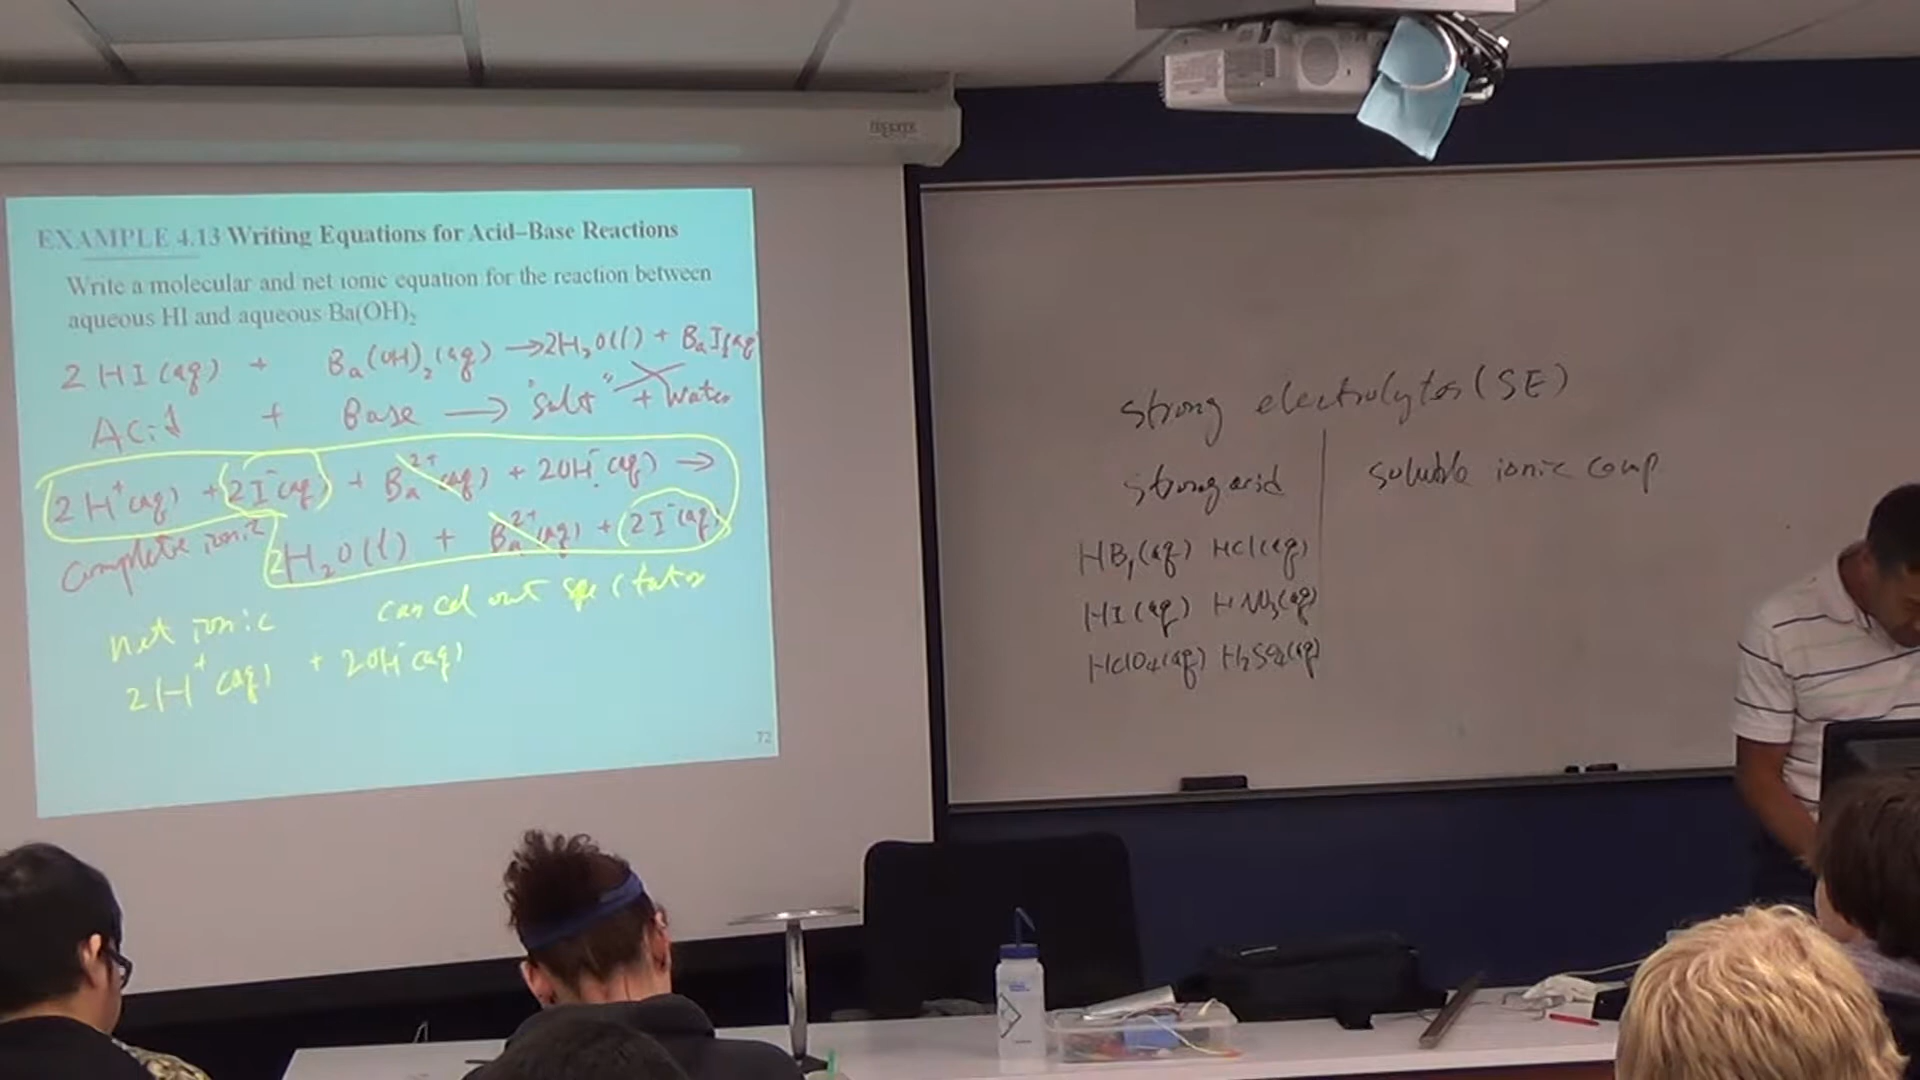 EXAMPLE 4.13 Writing Equations for Acid–Base Reactions
Write a molecular and net ionic equation for the reaction between
aqueous HI and aqueous Ba(OH)₂
2 HI (aq) + Ba(OH)₂ (aq) → 2H₂O(l) + BaI₂(aq)
Acid + Base → "salt" + Water
2H⁺(aq) + 2I⁻(aq) + Ba²⁺(aq) + 2OH⁻(aq) →
complete ionic 2H₂O(l) + Ba²⁺(aq) + 2I⁻(aq)
net ionic cancel out spectator
2H⁺(aq) + 2OH⁻(aq)
72
strong electrolytes (SE)
strong acid soluble ionic comp
HBr(aq) HCl(aq)
HI(aq) HNO₃(aq)
HClO₄(aq) H₂SO₄(aq)